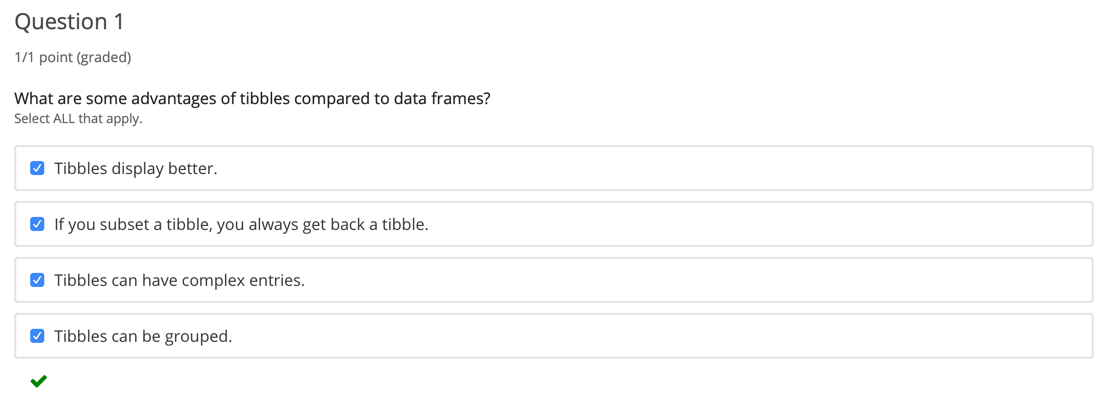 Question 1
1/1 point (graded)
What are some advantages of tibbles compared to data frames?
Select ALL that apply.
Tibbles display better.
If you subset a tibble, you always get back a tibble.
Tibbles can have complex entries.
Tibbles can be grouped.